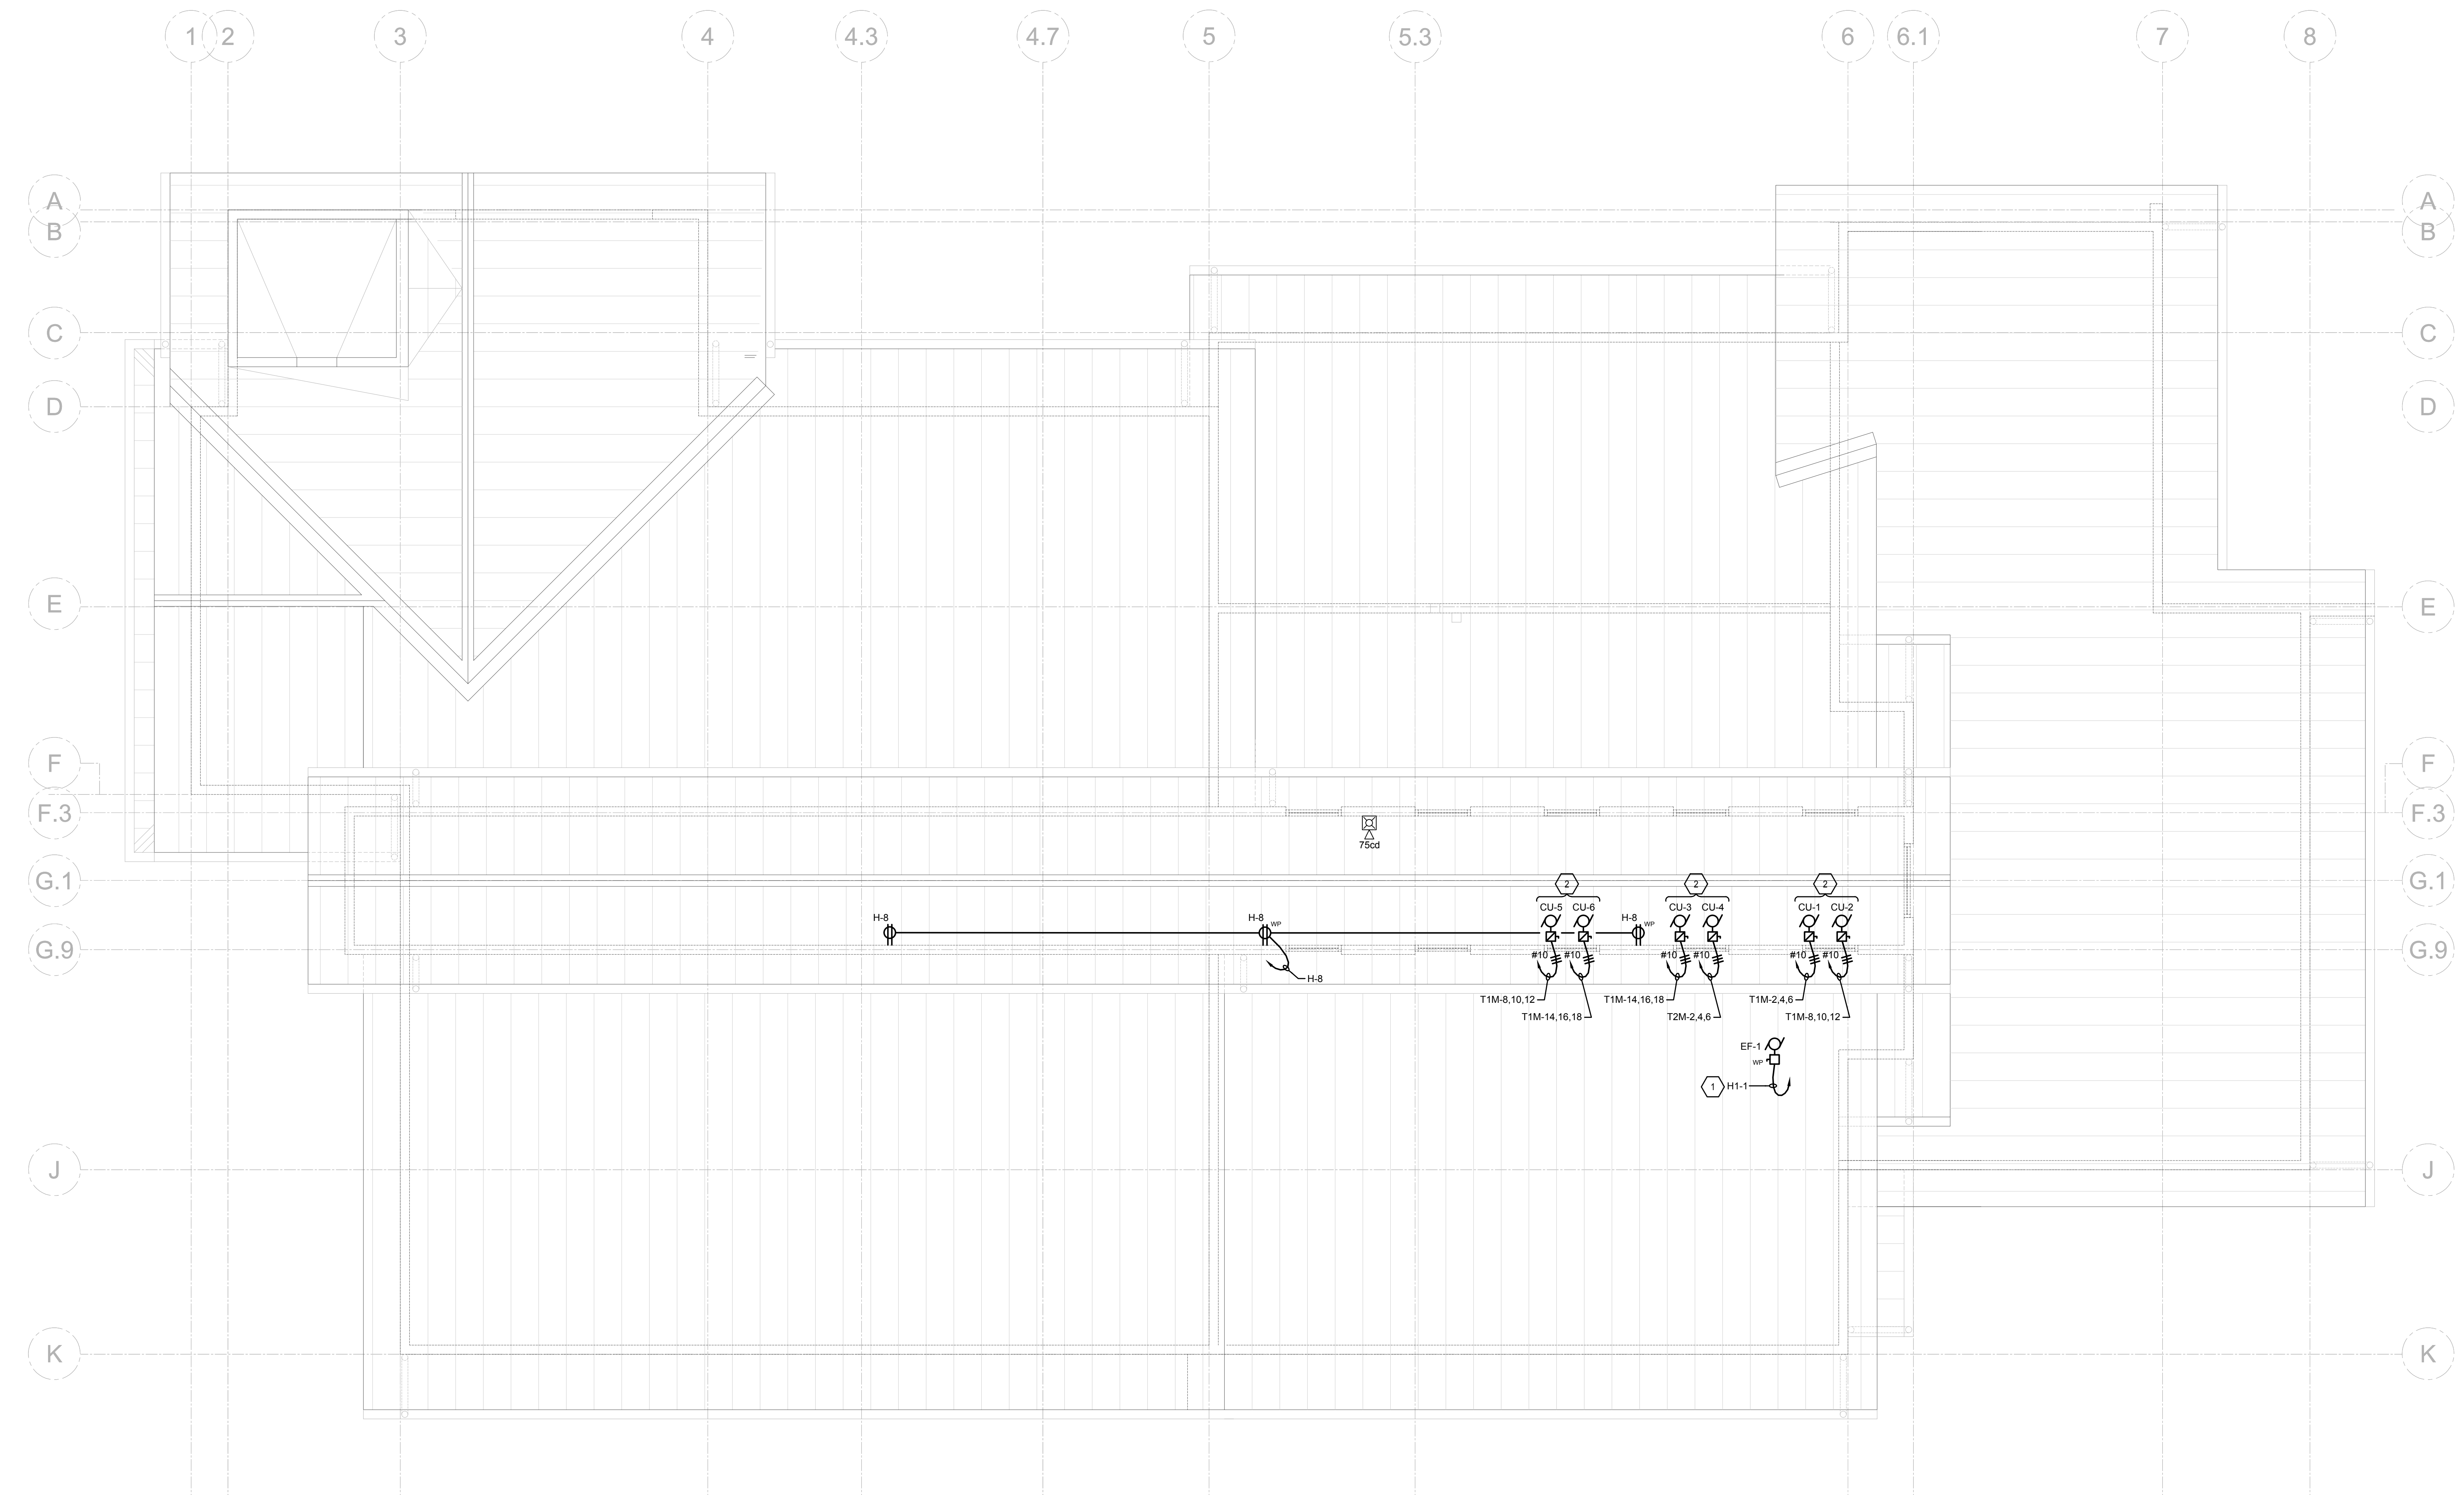 1 2 3 4 4.3 4.7 5 5.3 6 6.1 7 8
A A
B B
C C
D D
E E
F F
F.3 F.3
75cd
G.1 G.1
2 2 2
CU-5 CU-6 CU-3 CU-4 CU-1 CU-2
H-8 H-8 WP H-8 WP
G.9 G.9
#10 #10 #10 #10 #10 #10
H-8
T1M-8,10,12 T1M-14,16,18 T1M-2,4,6
T1M-14,16,18 T2M-2,4,6 T1M-8,10,12
EF-1
WP
1 H1-1
J J
K K